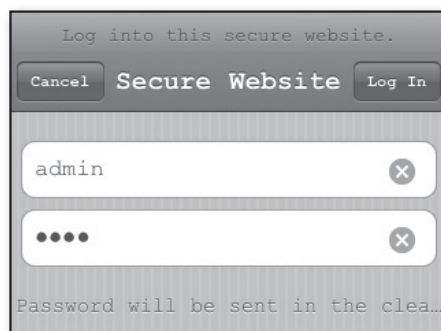 Log into this secure website.
Cancel Secure Website Log In
admin
••••
Password will be sent in the clea…